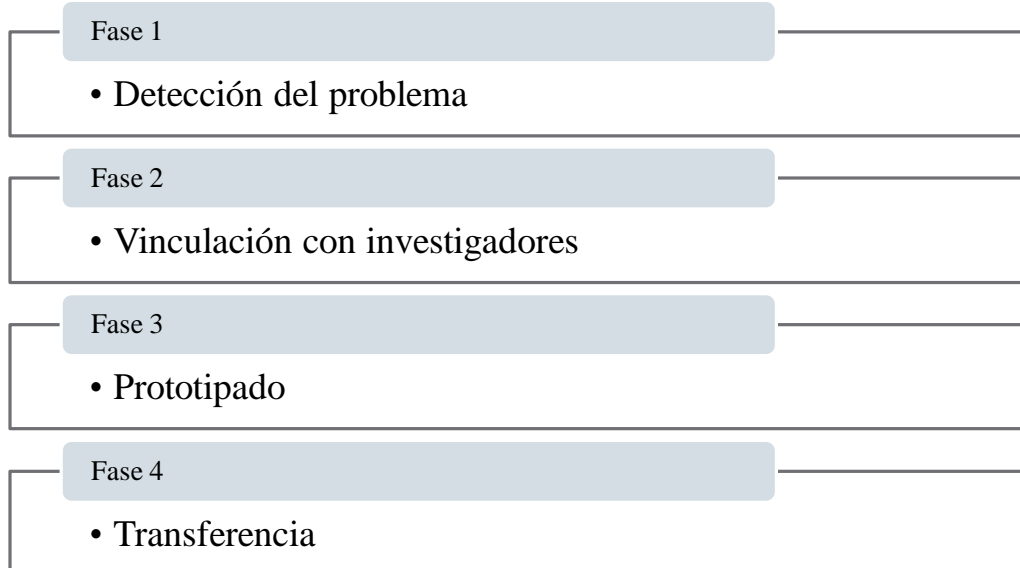 Fase 1
• Detección del problema
Fase 2
• Vinculación con investigadores
Fase 3
• Prototipado
Fase 4
• Transferencia